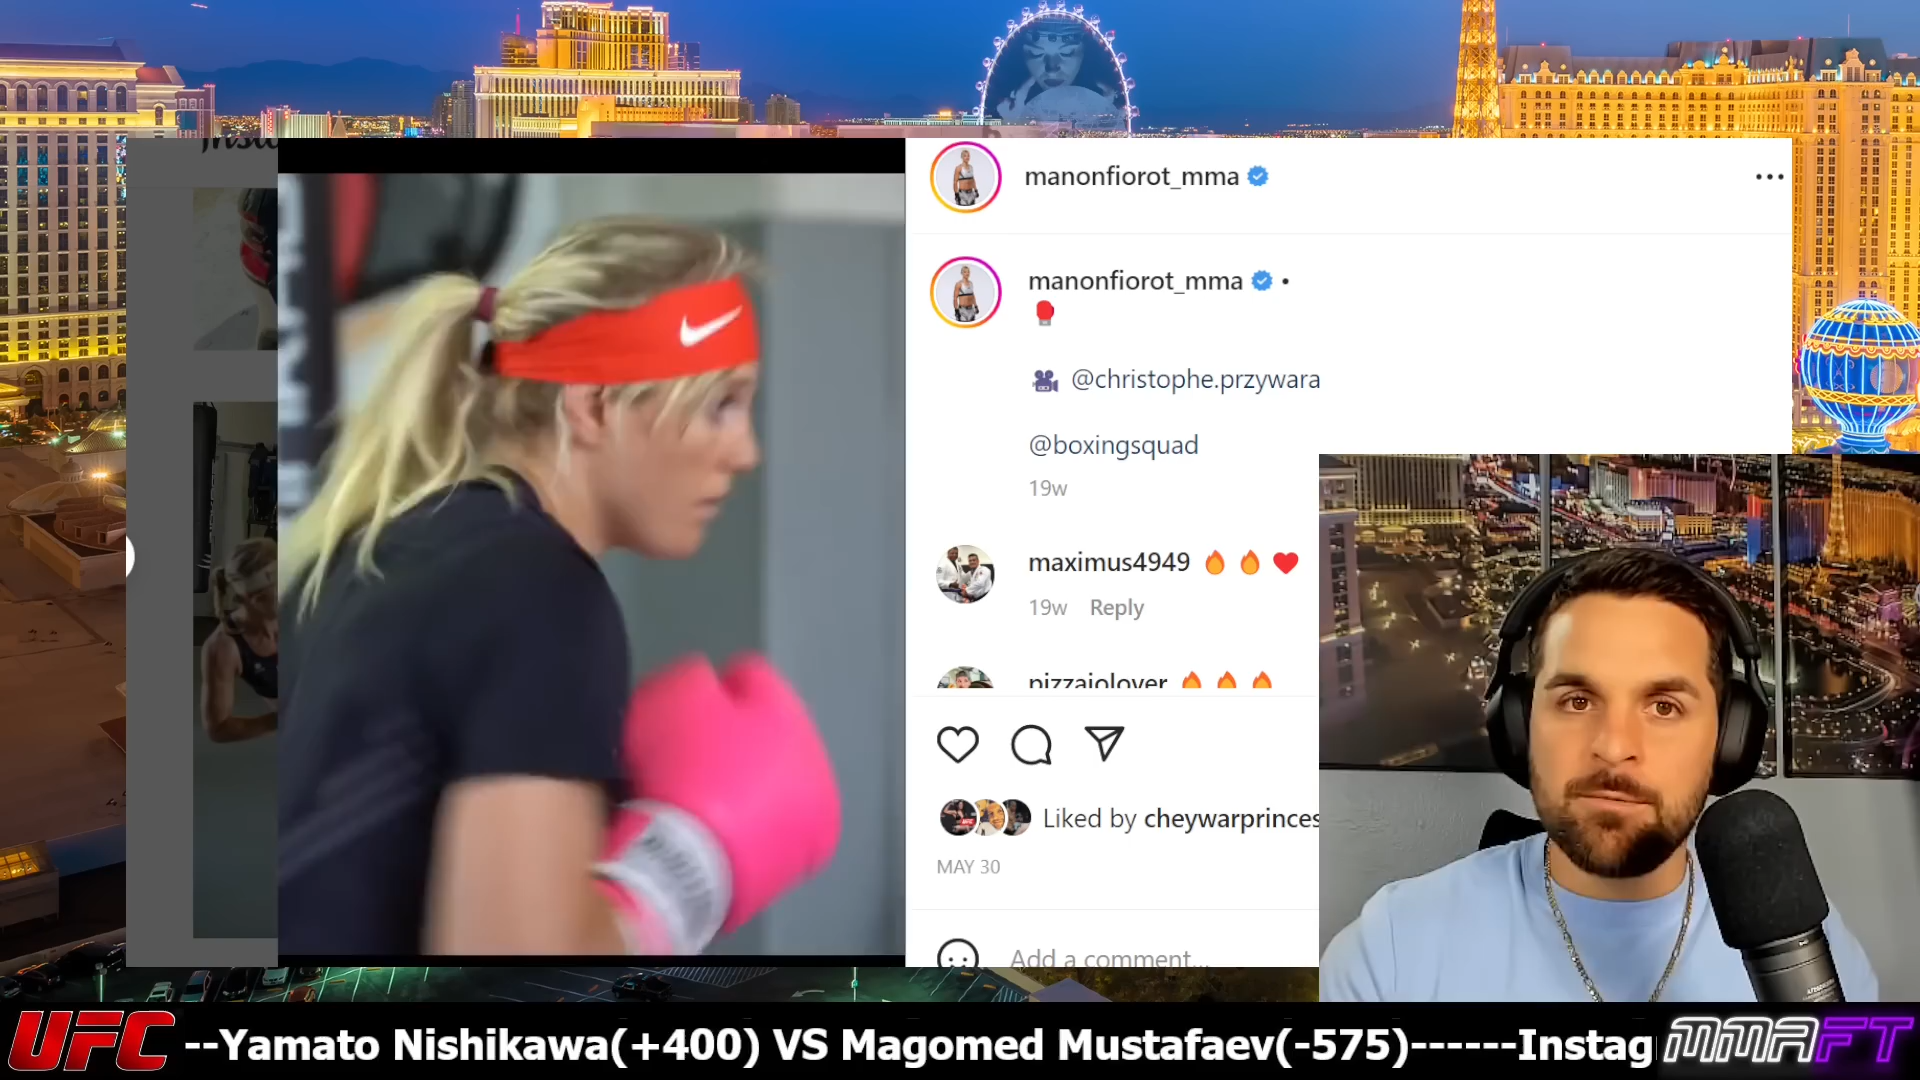 manonfiorot_mma
manonfiorot_mma •
@christophe.przywara
@boxingsquad
19w
maximus4949
19w Reply
pizzaiolover
Liked by cheywarprinces
MAY 30
Add a comment...
UFC --Yamato Nishikawa(+400) VS Magomed Mustafaev(-575)------Instag MMAFT